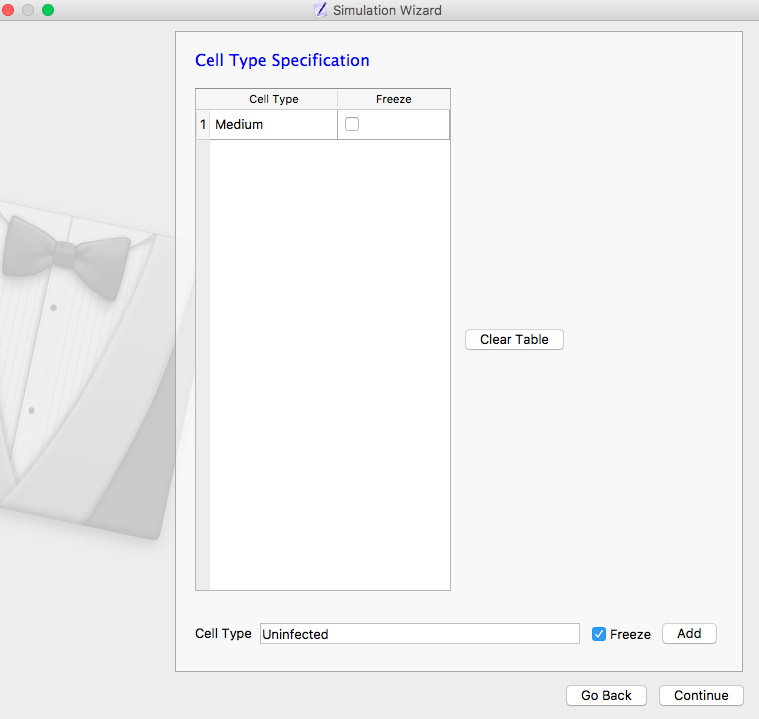 Simulation Wizard
Cell Type Specification
Cell Type Freeze
1 Medium
Clear Table
Cell Type Uninfected Freeze Add
Go Back Continue